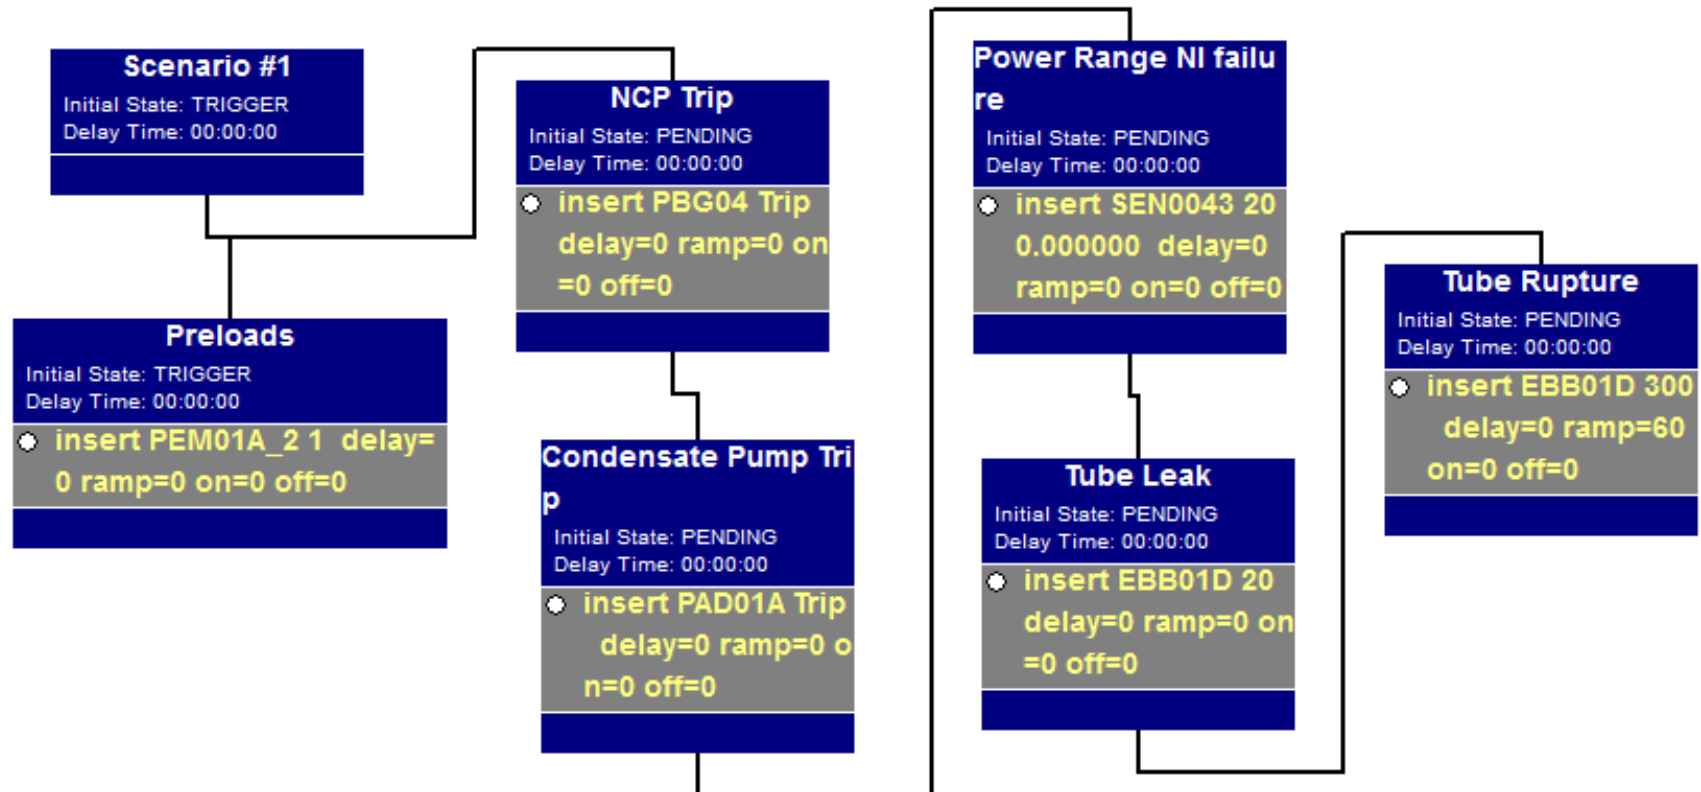 Scenario #1
Initial State: TRIGGER
Delay Time: 00:00:00
Preloads
Initial State: TRIGGER
Delay Time: 00:00:00
insert PEM01A_2 1  delay=
0 ramp=0 on=0 off=0
NCP Trip
Initial State: PENDING
Delay Time: 00:00:00
insert PBG04 Trip
delay=0 ramp=0 on
=0 off=0
Condensate Pump Tri
p
Initial State: PENDING
Delay Time: 00:00:00
insert PAD01A Trip
delay=0 ramp=0 o
n=0 off=0
Power Range NI failu
re
Initial State: PENDING
Delay Time: 00:00:00
insert SEN0043 20
0.000000  delay=0
ramp=0 on=0 off=0
Tube Leak
Initial State: PENDING
Delay Time: 00:00:00
insert EBB01D 20
delay=0 ramp=0 on
=0 off=0
Tube Rupture
Initial State: PENDING
Delay Time: 00:00:00
insert EBB01D 300
delay=0 ramp=60
on=0 off=0